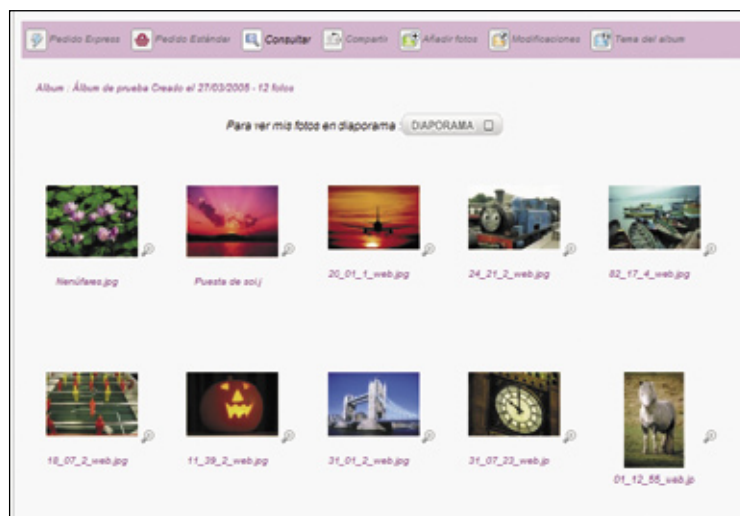 Pedido Express Pedido Estándar Consultar Compartir Añadir fotos Modificaciones Tema del album
Album : Álbum de prueba Creado el 27/03/2005 - 12 fotos
Para ver mis fotos en diaporama : DIAPORAMA
Nenúfares.jpg Puesta de sol.j 20_01_1_web.jpg 24_21_2_web.jpg 82_17_4_web.jpg
18_07_2_web.jpg 11_39_2_web.jpg 31_01_2_web.jpg 31_07_23_web.jp 01_12_55_web.jp